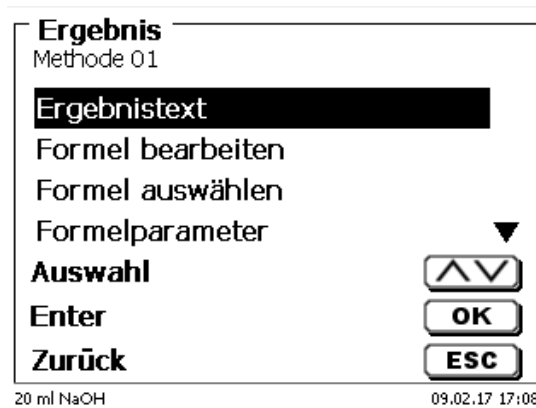 Ergebnis
Methode 01
Ergebnistext
Formel bearbeiten
Formel auswählen
Formelparameter
Auswahl
Enter OK
Zurück ESC
20 ml NaOH 09.02.17 17:08